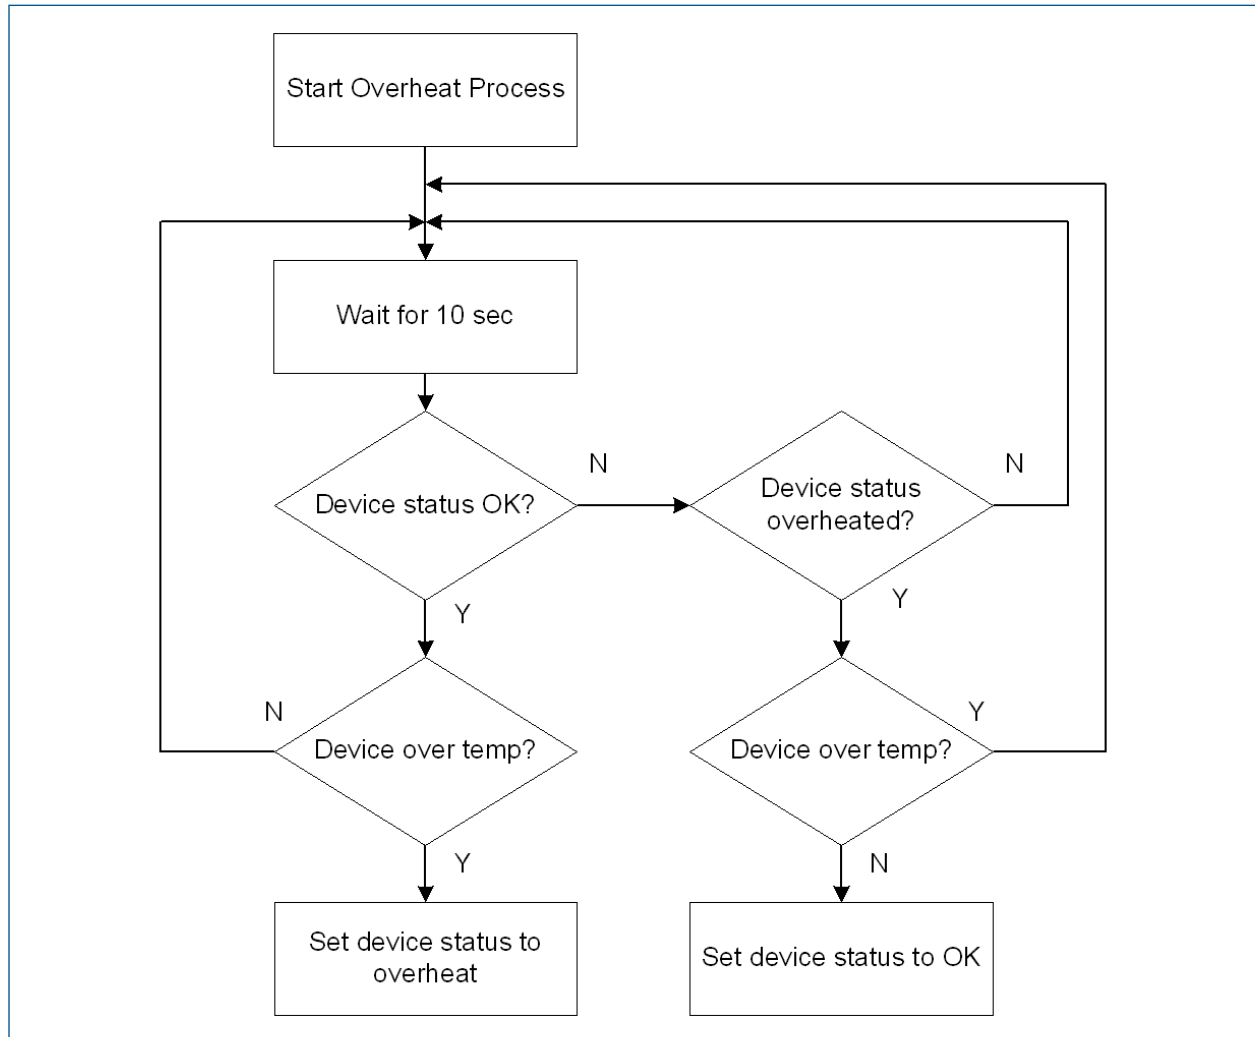 Start Overheat Process
Wait for 10 sec
Device status OK?
N
Device status
overheated?
N
Y
Y
N
Device over temp?
Device over temp?
Y
Y
N
Set device status to
overheat
Set device status to OK